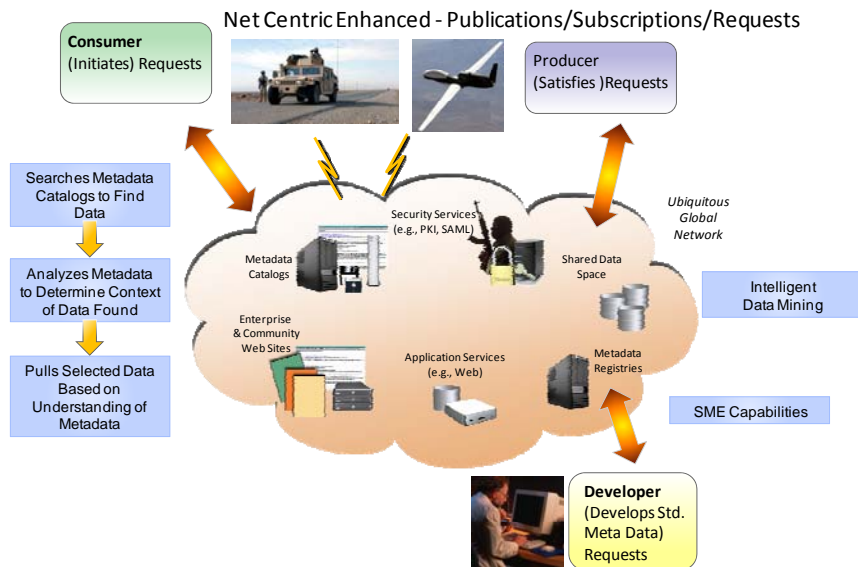 Net Centric Enhanced - Publications/Subscriptions/Requests
Consumer
(Initiates) Requests
Producer
(Satisfies )Requests
Searches Metadata
Catalogs to Find
Data
Analyzes Metadata
to Determine Context
of Data Found
Pulls Selected Data
Based on
Understanding of
Metadata
Security Services
(e.g., PKI, SAML)
Metadata
Catalogs
Shared Data
Space
Enterprise
& Community
Web Sites
Application Services
(e.g., Web)
Metadata
Registries
Ubiquitous
Global
Network
Intelligent
Data Mining
SME Capabilities
Developer
(Develops Std.
Meta Data)
Requests